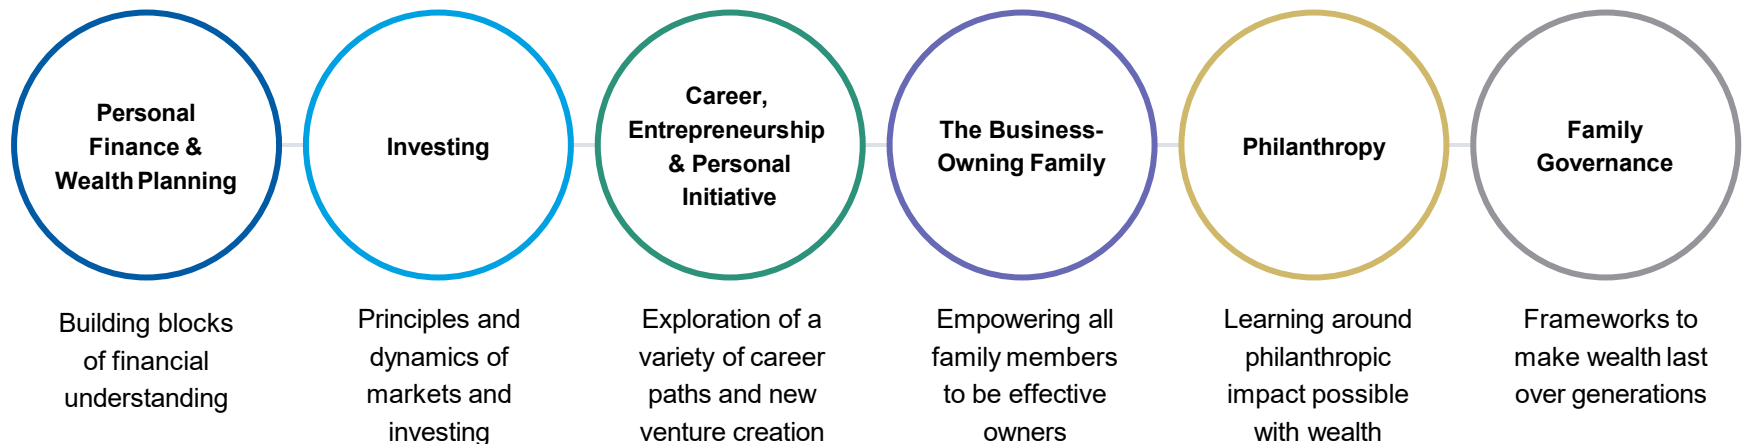 Personal
Finance &
Wealth Planning
Building blocks
of financial
understanding
Investing
Principles and
dynamics of
markets and
investing
Career,
Entrepreneurship
& Personal
Initiative
Exploration of a
variety of career
paths and new
venture creation
The Business-
Owning Family
Empowering all
family members
to be effective
owners
Philanthropy
Learning around
philanthropic
impact possible
with wealth
Family
Governance
Frameworks to
make wealth last
over generations